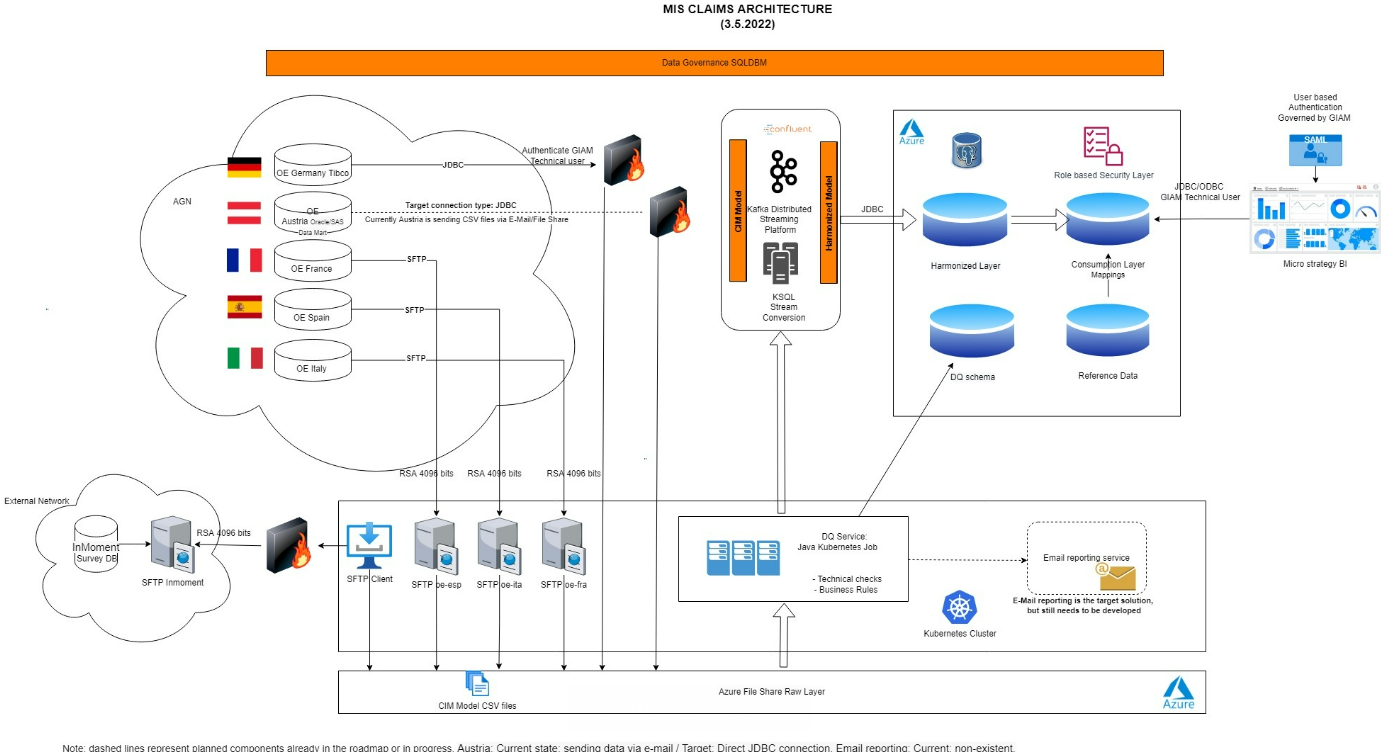 MIS CLAIMS ARCHITECTURE
(3.5.2022)
Data Governance SQLDBM
User based
Authentication
Governed by GIAM
SAML
AGN
OE Germany Tibco
JDBC
Authenticate GIAM
Technical user
OE
Austria Oracle/SAS
Data Mart
Target connection type: JDBC
Currently Austria is sending CSV files via E-Mail/File Share
OE France
SFTP
OE Spain
SFTP
OE Italy
SFTP
confluent
CIM Model
Harmonized Model
Kafka Distributed
Streaming
Platform
KSQL
Stream
Conversion
JDBC
Azure
Role based Security Layer
Harmonized Layer
Consumption Layer
Mappings
DQ schema
Reference Data
JDBC/ODBC
GIAM Technical User
Micro strategy BI
RSA 4096 bits
RSA 4096 bits
RSA 4096 bits
External Network
InMoment
Survey DB
SFTP Inmoment
RSA 4096 bits
SFTP Client
SFTP oe-esp
SFTP oe-ita
SFTP oe-fra
DQ Service:
Java Kubernetes Job
- Technical checks
- Business Rules
Email reporting service
E-Mail reporting is the target solution,
but still needs to be developed
Kubernetes Cluster
CIM Model CSV files
Azure File Share Raw Layer
Azure
Note: dashed lines represent planned components already in the roadmap or in progress. Austria: Current state: sending data via e-mail / Target: Direct JDBC connection. Email reporting: Current: non-existent.